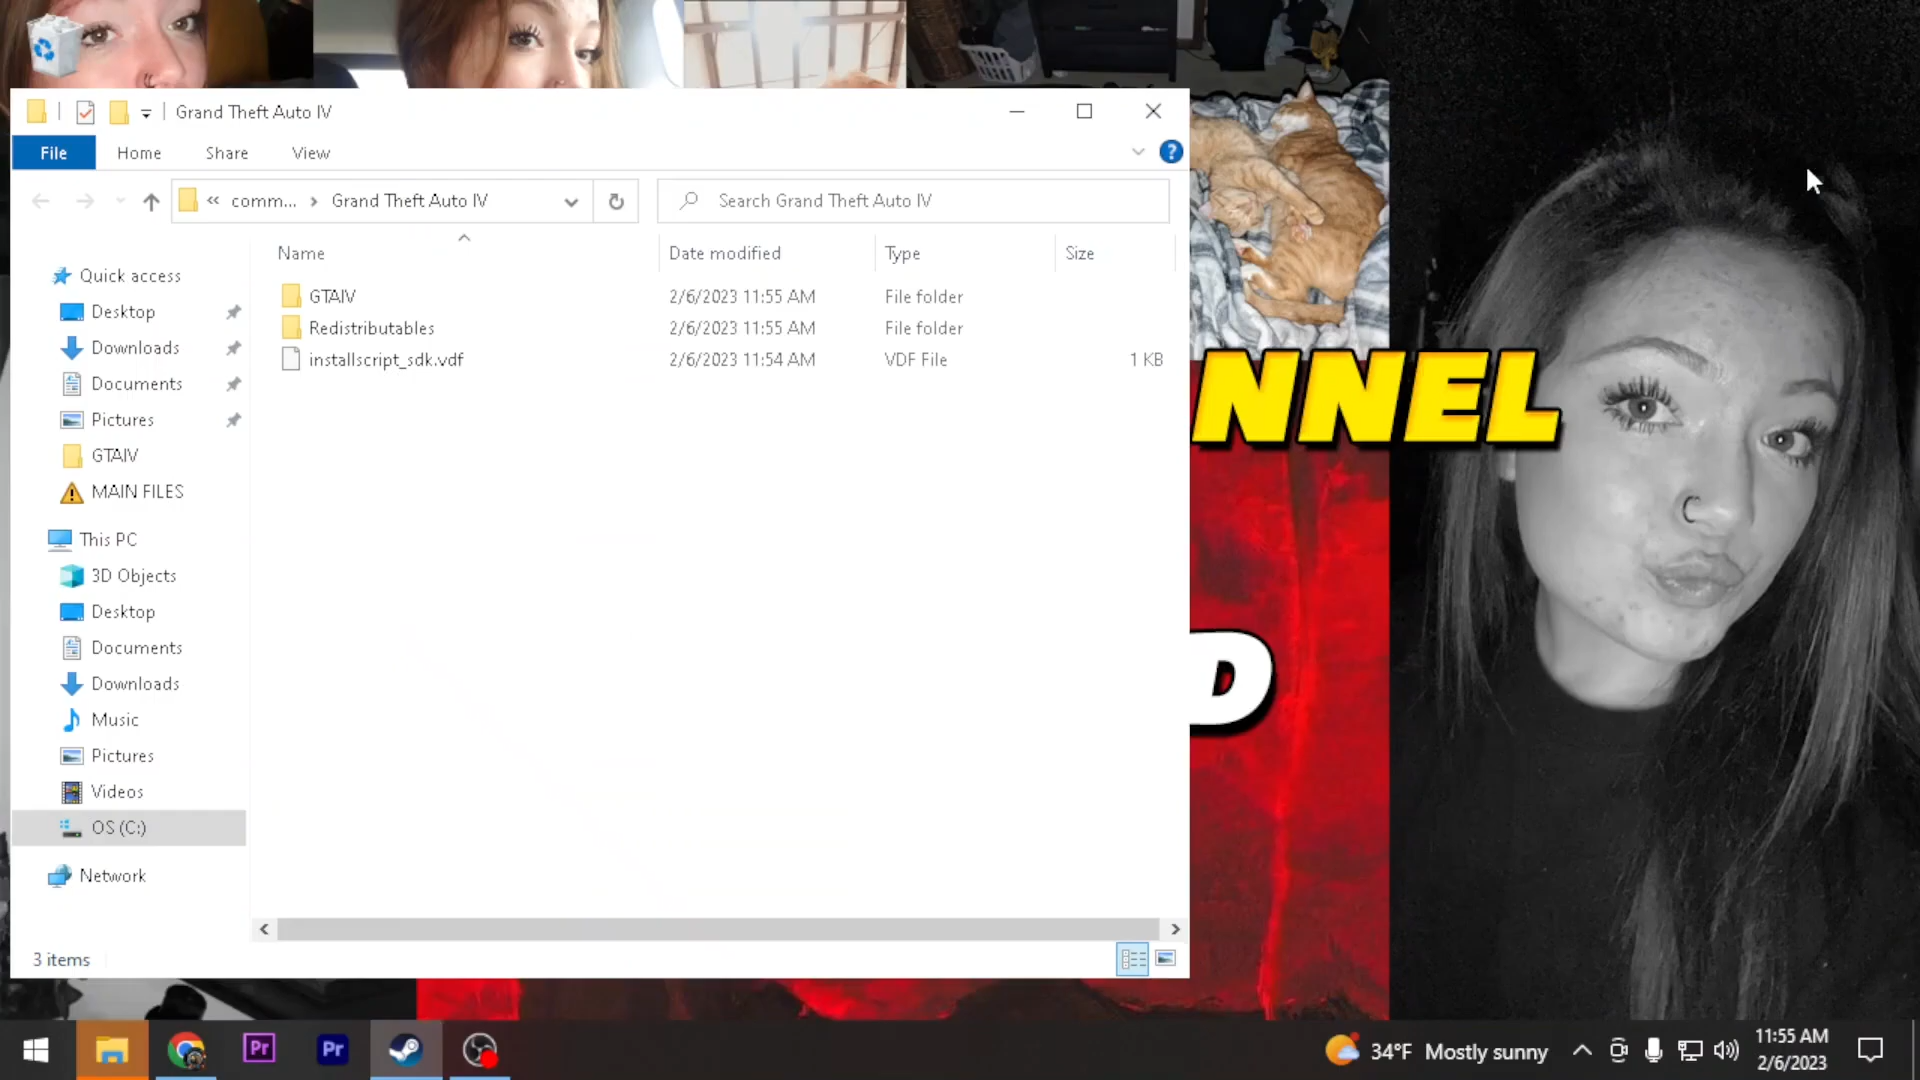 Grand Theft Auto IV
File Home Share View
« comm... › Grand Theft Auto IV
Search Grand Theft Auto IV
Name Date modified Type Size
GTAIV 2/6/2023 11:55 AM File folder
Redistributables 2/6/2023 11:55 AM File folder
installscript_sdk.vdf 2/6/2023 11:54 AM VDF File 1 KB
Quick access
Desktop
Downloads
Documents
Pictures
GTAIV
MAIN FILES
This PC
3D Objects
Desktop
Documents
Downloads
Music
Pictures
Videos
OS (C:)
Network
3 items
NNEL
D
Pr Pr
34°F Mostly sunny
11:55 AM
2/6/2023